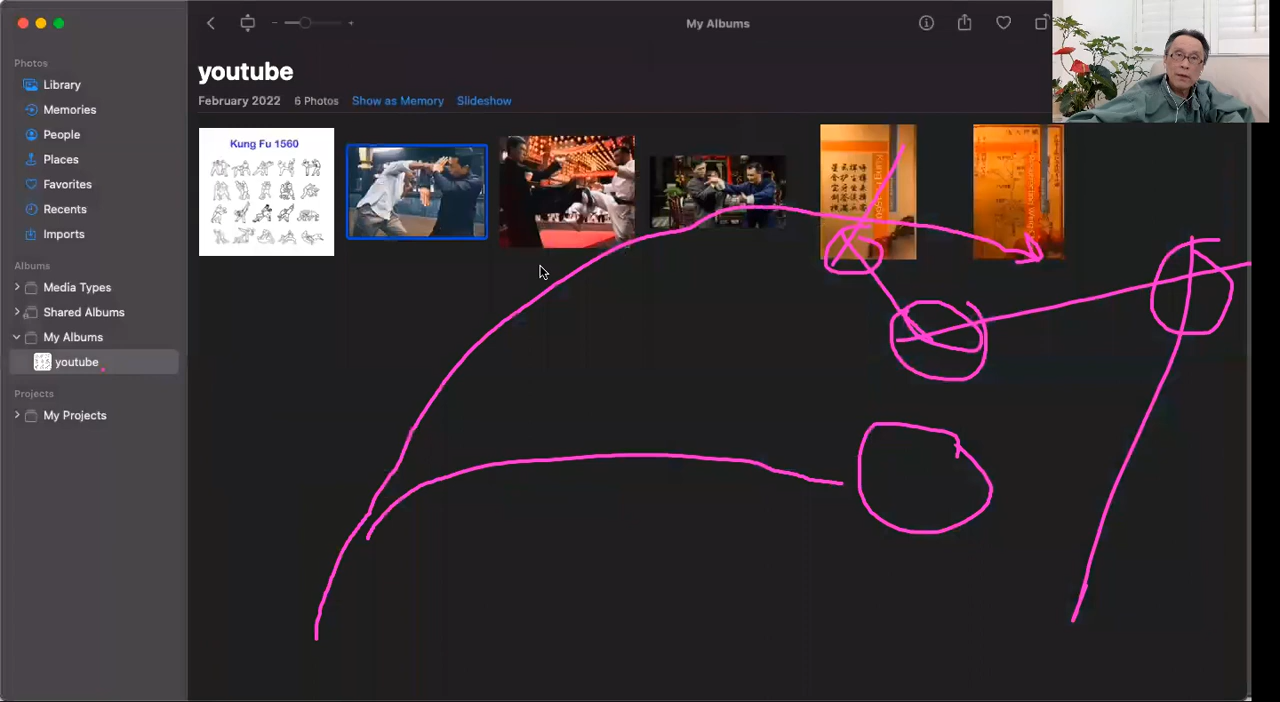 My Albums
Photos
Library
Memories
People
Places
Favorites
Recents
Imports
Albums
Media Types
Shared Albums
My Albums
youtube
Projects
My Projects
youtube
February 2022 6 Photos Show as Memory Slideshow
Kung Fu 1560